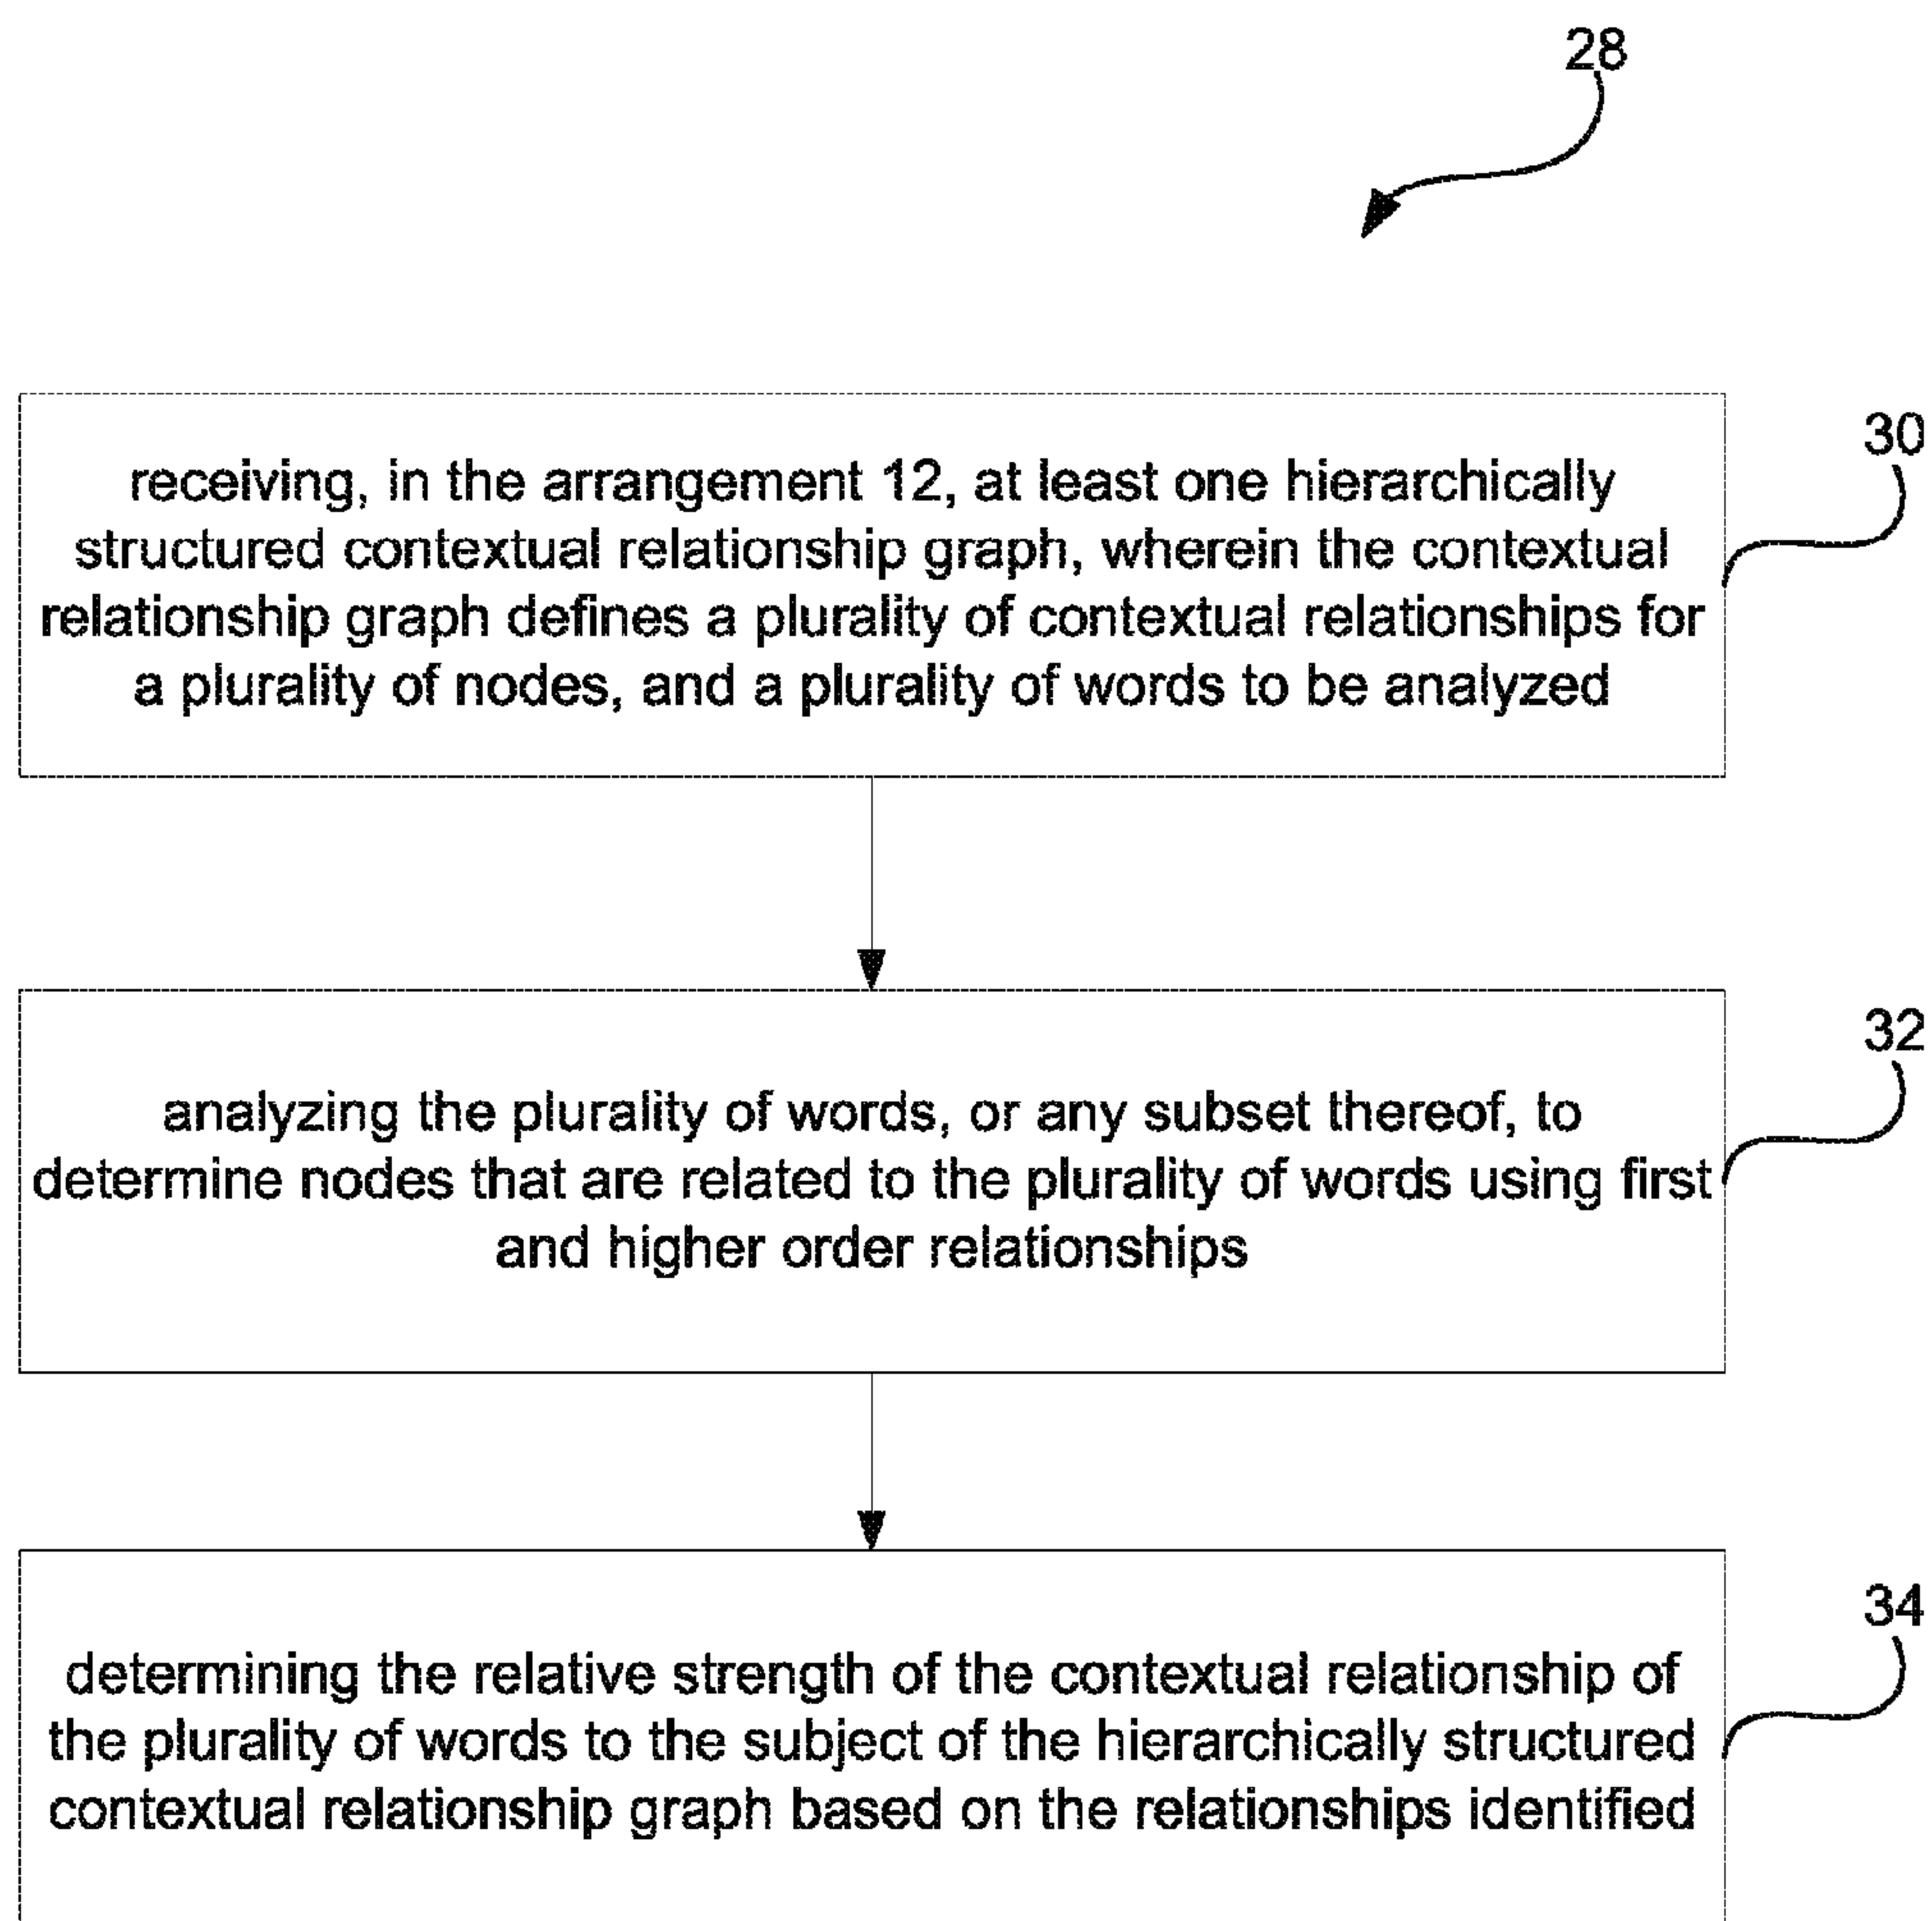 28
receiving, in the arrangement 12, at least one hierarchically
structured contextual relationship graph, wherein the contextual
relationship graph defines a plurality of contextual relationships for
a plurality of nodes, and a plurality of words to be analyzed
30
analyzing the plurality of words, or any subset thereof, to
determine nodes that are related to the plurality of words using first
and higher order relationships
32
determining the relative strength of the contextual relationship of
the plurality of words to the subject of the hierarchically structured
contextual relationship graph based on the relationships identified
34